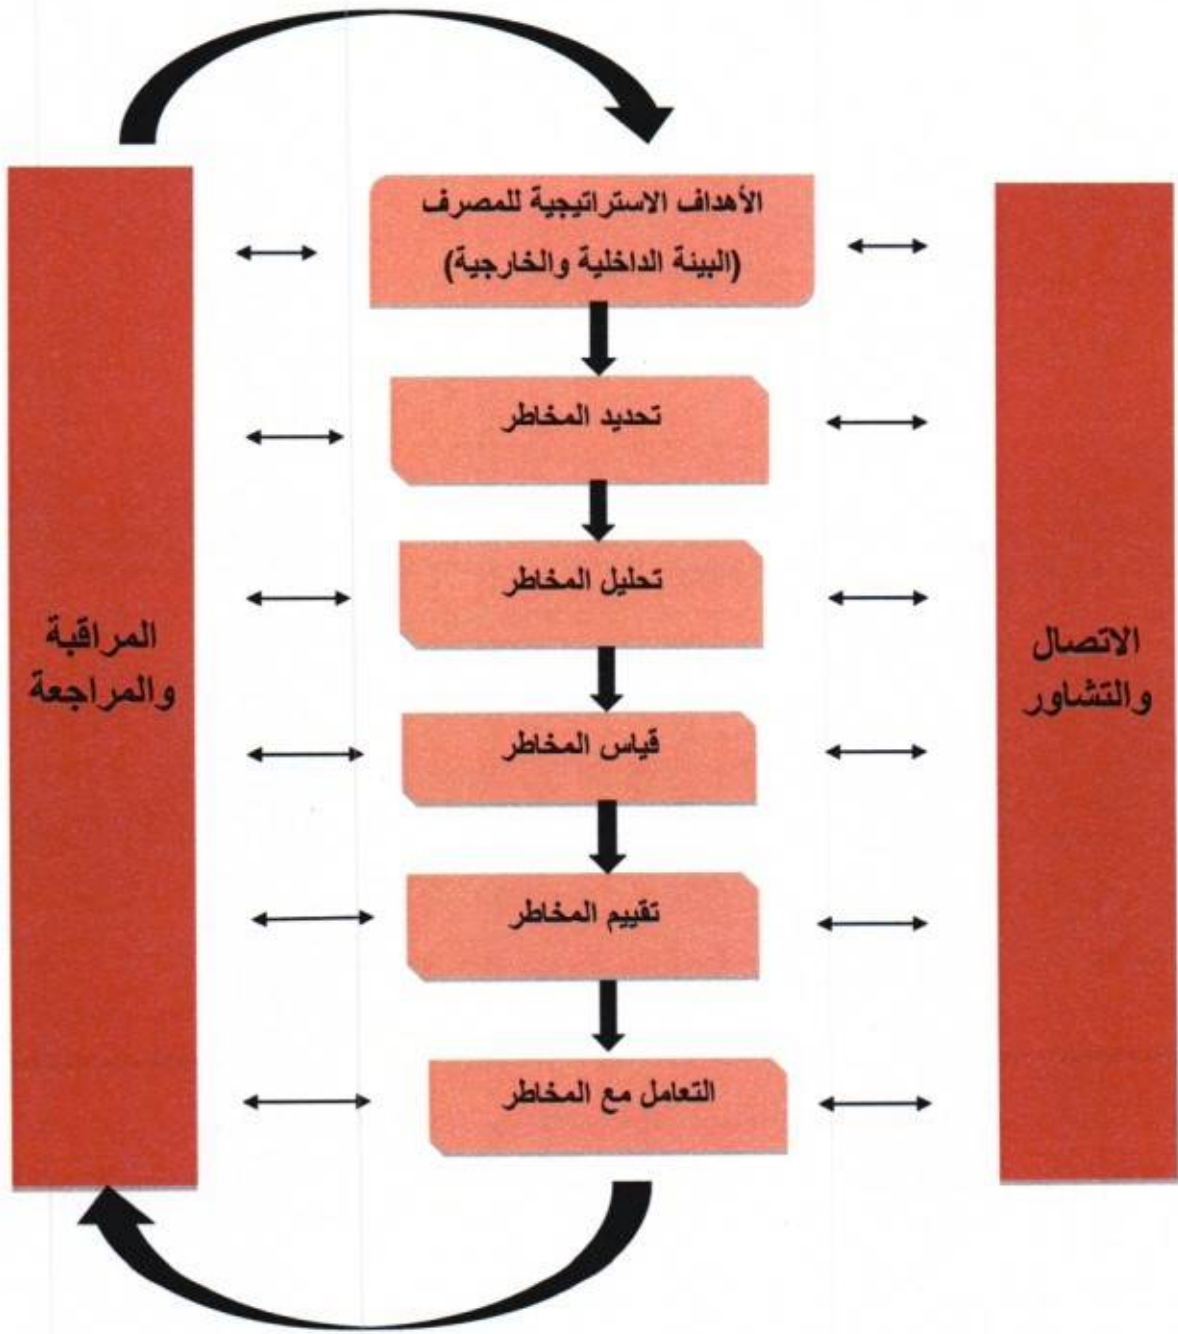 الأهداف الاستراتيجية للمصرف
(البيئة الداخلية والخارجية)
تحديد المخاطر
تحليل المخاطر
قياس المخاطر
تقييم المخاطر
التعامل مع المخاطر
الاتصال
والتشاور
المراقبة
والمراجعة